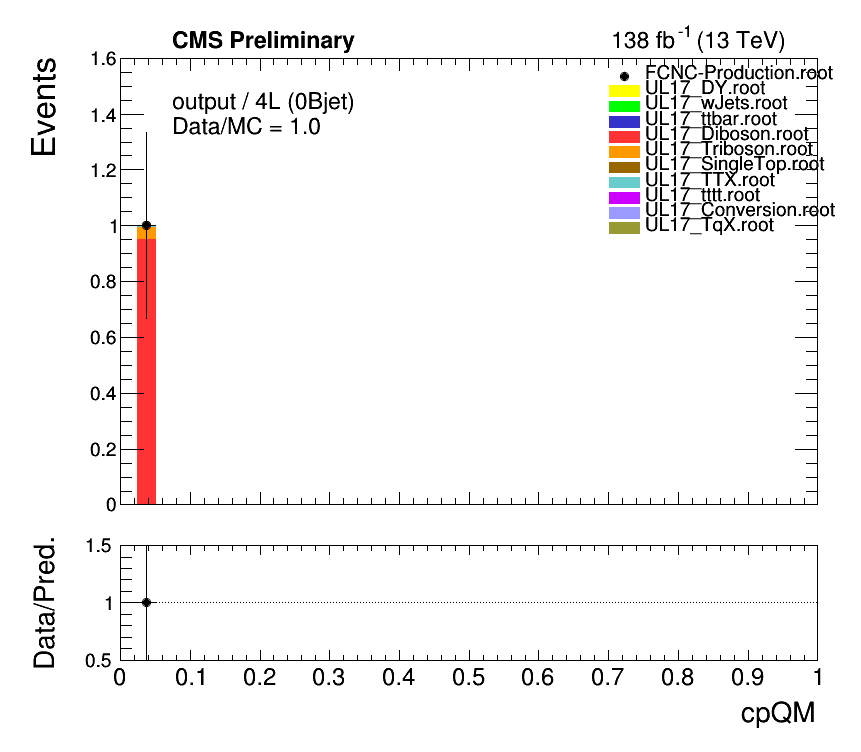 CMS Preliminary
138 fb-1 (13 TeV)
Events
output / 4L (0Bjet)
Data/MC = 1.0
FCNC-Production.root
UL17_DY.root
UL17_wJets.root
UL17_ttbar.root
UL17_Diboson.root
UL17_Triboson.root
UL17_SingleTop.root
UL17_TTX.root
UL17_tttt.root
UL17_Conversion.root
UL17_TqX.root
1.6
1.4
1.2
1
0.8
0.6
0.4
0.2
0
Data/Pred.
1.5
1
0.5
0 0.1 0.2 0.3 0.4 0.5 0.6 0.7 0.8 0.9 1
cpQM